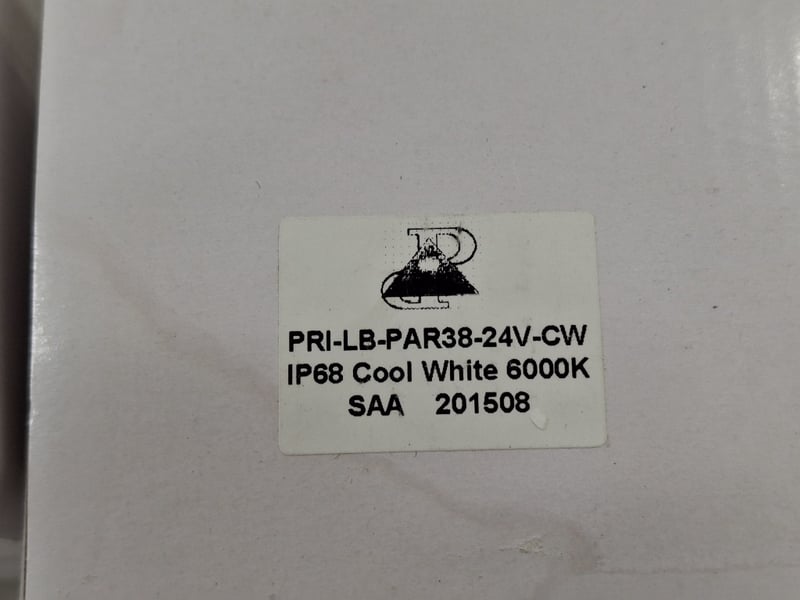 PRI-LB-PAR38-24V-CW
IP68 Cool White 6000K
SAA 201508